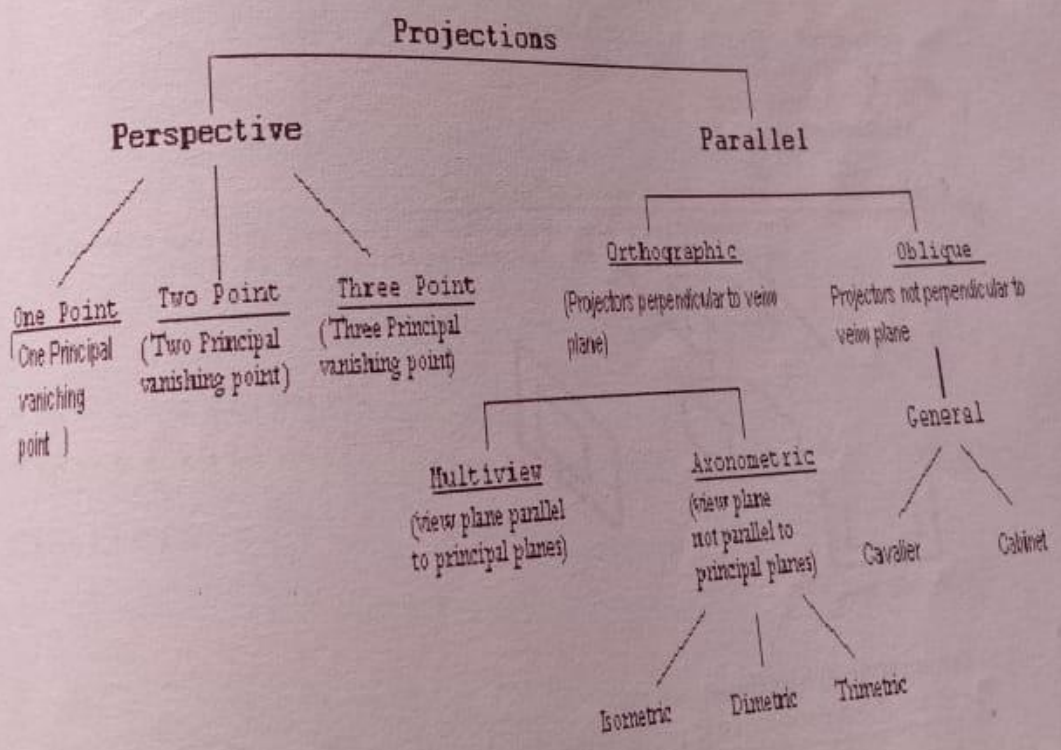 Projections
Perspective
Parallel
One Point
One Principal
vaniching
point )
Two Point
(Two Principal
vanishing point)
Three Point
(Three Principal
vanishing point)
Orthographic
(Projectors perpendicular to veiw
plane)
Oblique
Projectors not perpendicular to
veiw plane
General
Cavalier
Cabinet
Multiview
(view plane parallel
to principal planes)
Axonometric
(view plane
not parallel to
principal planes)
Isometric
Dimetric
Trimetric